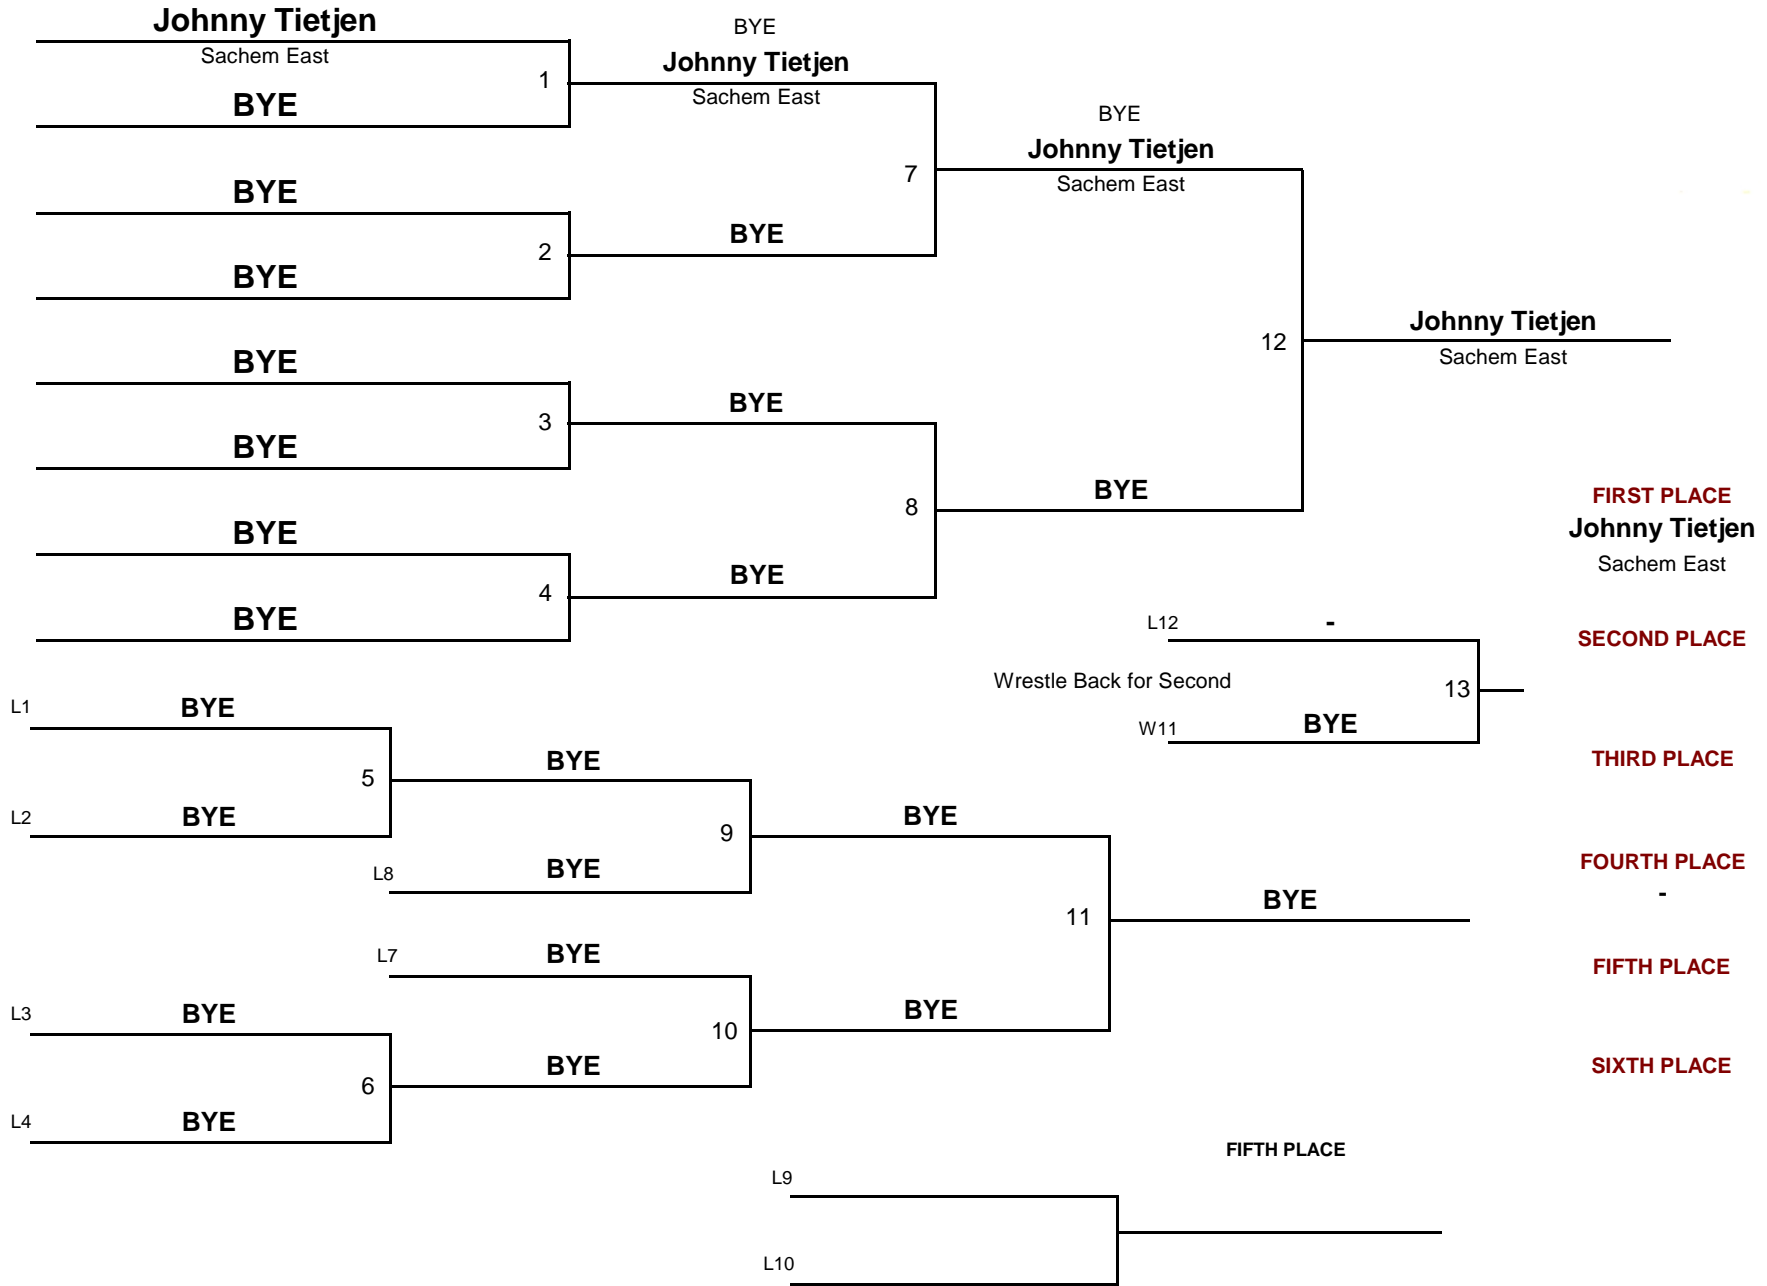 Johnny Tietjen
Sachem East
1
BYE
BYE
Johnny Tietjen
Sachem East
BYE
2
BYE
7
BYE
BYE
Johnny Tietjen
Sachem East
BYE
3
BYE
BYE
BYE
4
BYE
BYE
8
BYE
12
Johnny Tietjen
Sachem East
FIRST PLACE
Johnny Tietjen
Sachem East
L12 -
SECOND PLACE
Wrestle Back for Second 13
W11 BYE
THIRD PLACE
L1 BYE
5
L2 BYE
BYE
9
L8 BYE
BYE
FOURTH PLACE
-
11
BYE
L7 BYE
10
BYE
BYE
FIFTH PLACE
L3 BYE
6
L4 BYE
SIXTH PLACE
FIFTH PLACE
L9
L10